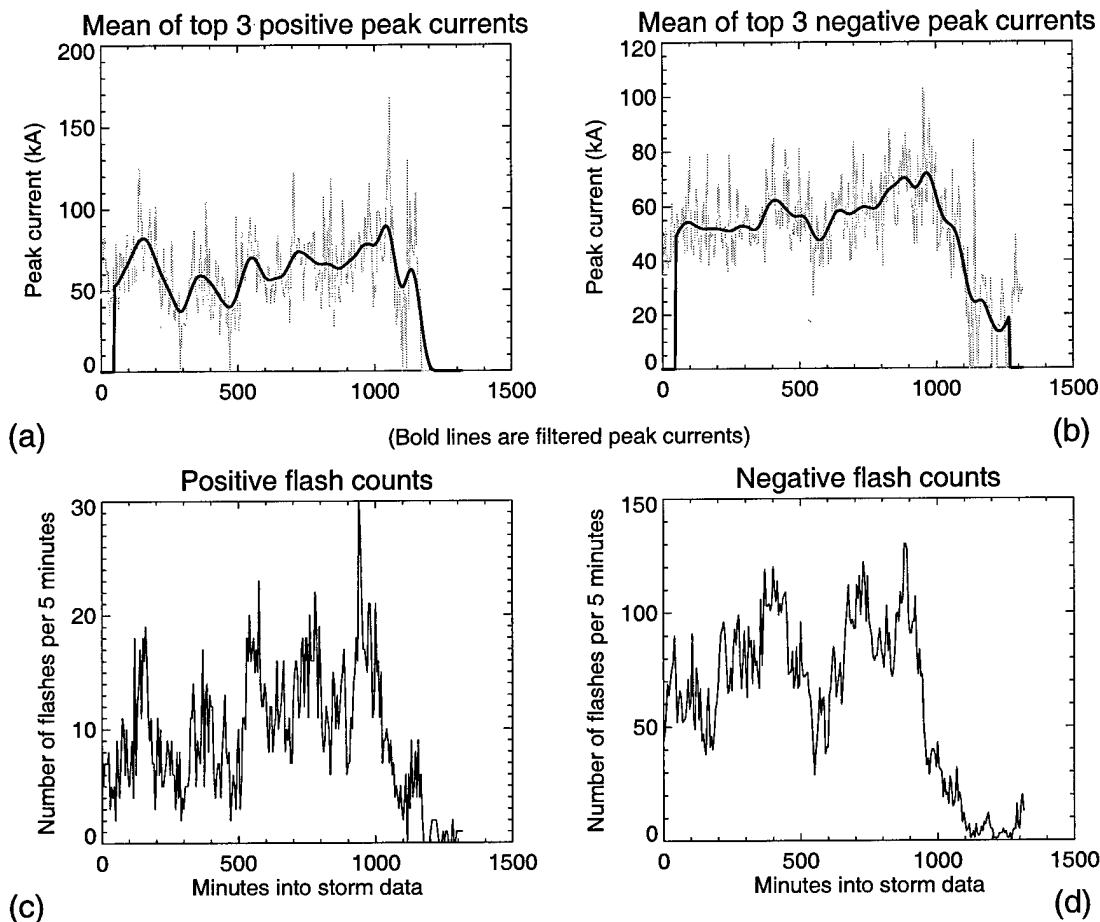 Mean of top 3 positive peak currents
200
150
100
50
0
Peak current (kA)
0 500 1000 1500
(a)
Mean of top 3 negative peak currents
120
100
80
60
40
20
0
Peak current (kA)
0 500 1000 1500
(b)
(Bold lines are filtered peak currents)
Positive flash counts
30
20
10
0
Number of flashes per 5 minutes
0 500 1000 1500
Minutes into storm data
(c)
Negative flash counts
150
100
50
0
Number of flashes per 5 minutes
0 500 1000 1500
Minutes into storm data
(d)